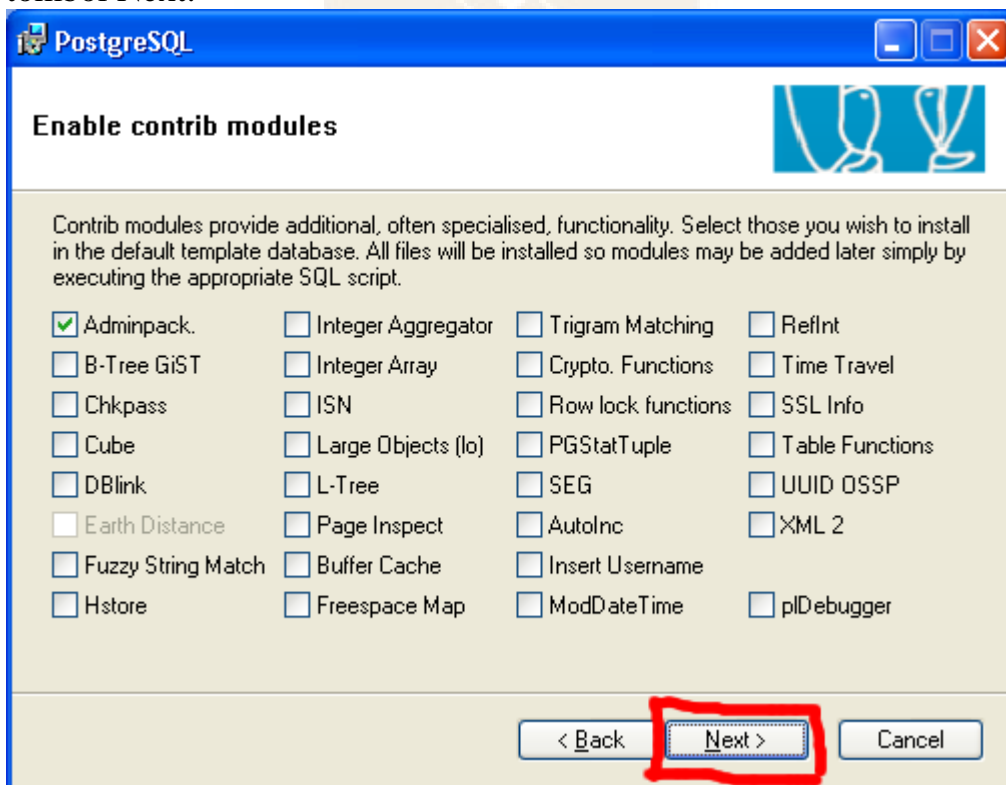 tombol Next.
PostgreSQL
Enable contrib modules
Contrib modules provide additional, often specialised, functionality. Select those you wish to install
in the default template database. All files will be installed so modules may be added later simply by
executing the appropriate SQL script.
Adminpack. Integer Aggregator Trigram Matching RefInt
B-Tree GiST Integer Array Crypto. Functions Time Travel
Chkpass ISN Row lock functions SSL Info
Cube Large Objects (lo) PGStatTuple Table Functions
DBlink L-Tree SEG UUID OSSP
Earth Distance Page Inspect AutoInc XML 2
Fuzzy String Match Buffer Cache Insert Username
Hstore Freespace Map ModDateTime plDebugger
< Back Next > Cancel